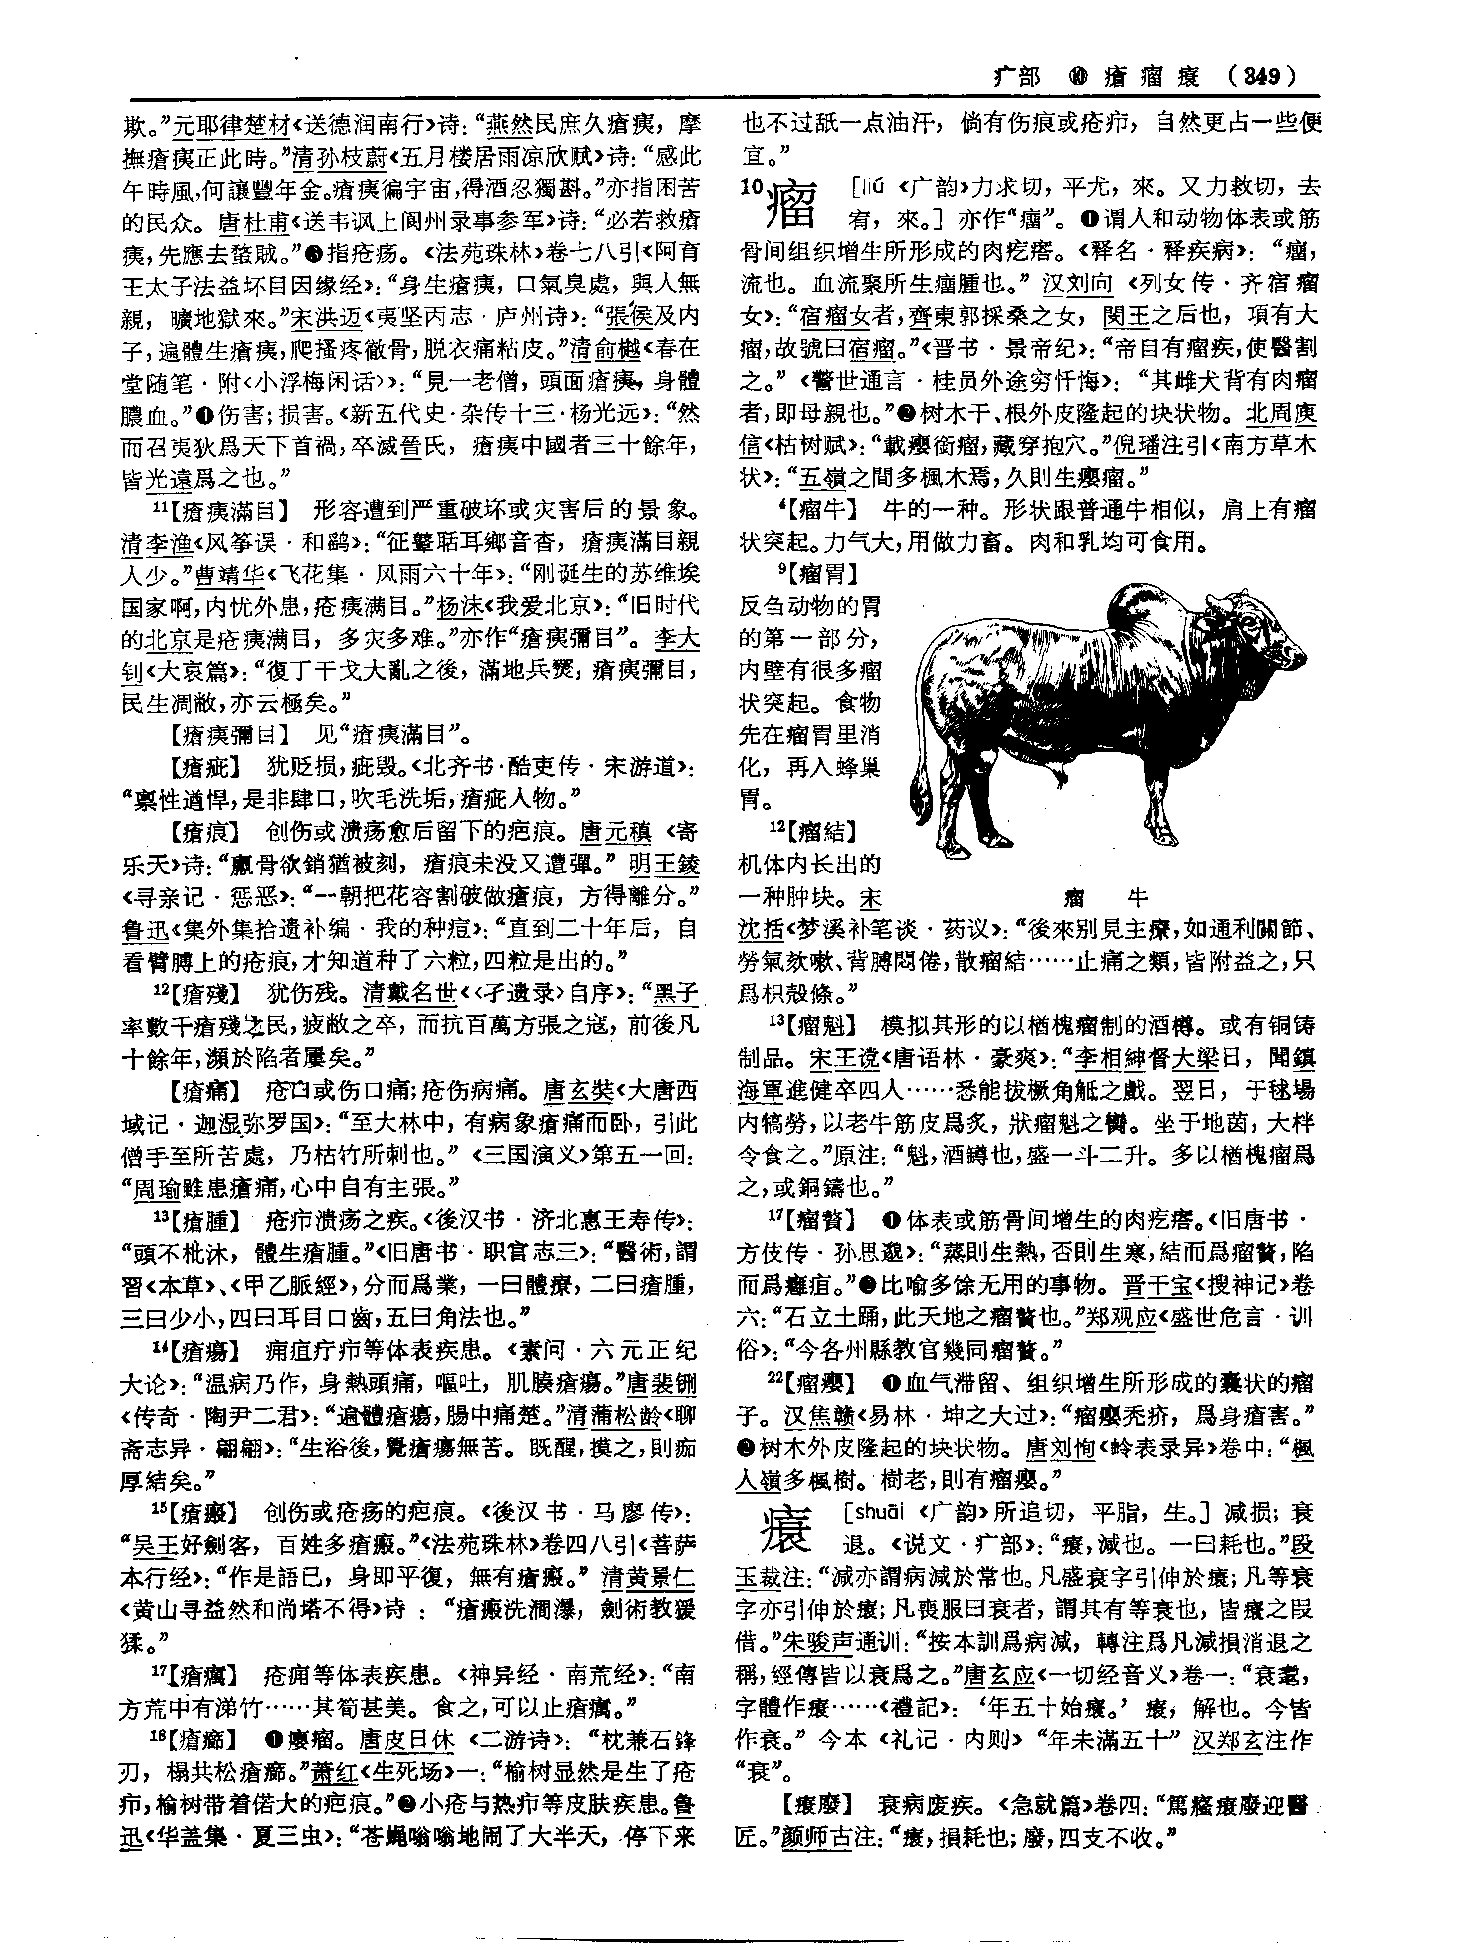 疒部 ⑩ 瘡瘤㾯 (349)
欺。”元耶律楚材《送德润南行》诗：“燕然民庶久瘡痍，摩
撫瘡痍正此時。”清孙枝蔚《五月楼居雨凉欣赋》诗：“感此
午時風，何讓豐年金。瘡痍徧宇宙，得酒忍獨斟。”亦指困苦
的民众。唐杜甫《送韦讽上阆州录事参军》诗：“必若救瘡
痍，先應去蝥賊。”❸指疮疡。《法苑珠林》卷七八引《阿育
王太子法益坏目因缘经》：“身生瘡痍，口氣臭處，與人無
親，曠地獄來。”宋洪迈《夷坚丙志·庐州诗》：“張侯及内
子，遍體生瘡痍，爬搔疼徹骨，脱衣痛粘皮。”清俞樾《春在
堂随笔·附〈小浮梅闲话〉》：“見一老僧，頭面瘡痍，身體
膿血。”❹伤害；损害。《新五代史·杂传十三·杨光远》：“然
而召夷狄爲天下首禍，卒滅晉氏，瘡痍中國者三十餘年，
皆光遠爲之也。”
11【瘡痍滿目】 形容遭到严重破坏或灾害后的景象。
清李渔《风筝误·和鹞》：“征鼙聒耳鄉音杳，瘡痍滿目親
人少。”曹靖华《飞花集·风雨六十年》：“刚诞生的苏维埃
国家啊，内忧外患，疮痍满目。”杨沫《我爱北京》：“旧时代
的北京是疮痍满目，多灾多难。”亦作“瘡痍彌目”。李大
钊《大哀篇》：“復丁干戈大亂之後，滿地兵燹，瘡痍彌目，
民生凋敝，亦云極矣。”
【瘡痍彌目】 见“瘡痍滿目”。
【瘡疵】 犹贬损，疵毁。《北齐书·酷吏传·宋游道》：
“禀性遒悍，是非肆口，吹毛洗垢，瘡疵人物。”
【瘡痕】 创伤或溃疡愈后留下的疤痕。唐元稹《寄
乐天》诗：“羸骨欲銷猶被刻，瘡痕未没又遭彈。”明王錂
《寻亲记·惩恶》：“一朝把花容割破做瘡痕，方得離分。”
鲁迅《集外集拾遗补编·我的种痘》：“直到二十年后，自
看臂膊上的疮痕，才知道种了六粒，四粒是出的。”
12【瘡殘】 犹伤残。清戴名世《〈孑遗录〉自序》：“黑子
率數千瘡殘之民，疲敝之卒，而抗百萬方張之寇，前後凡
十餘年，瀕於陷者屢矣。”
【瘡痛】 疮口或伤口痛；疮伤病痛。唐玄奘《大唐西
域记·迦湿弥罗国》：“至大林中，有病象瘡痛而卧，引此
僧手至所苦處，乃枯竹所刺也。”《三国演义》第五一回：
“周瑜雖患瘡痛，心中自有主張。”
13【瘡腫】 疮疖溃疡之疾。《後汉书·济北惠王寿传》：
“頭不枇沐，體生瘡腫。”《旧唐书·职官志三》：“醫術，謂
習《本草》、《甲乙脈經》，分而爲業，一曰體療，二曰瘡腫，
三曰少小，四曰耳目口齒，五曰角法也。”
14【瘡瘍】 痈疽疗疖等体表疾患。《素问·六元正纪
大论》：“温病乃作，身熱頭痛，嘔吐，肌腠瘡瘍。”唐裴铏
《传奇·陶尹二君》：“遍體瘡瘍，腸中痛楚。”清蒲松龄《聊
斋志异·翩翩》：“生浴後，覺瘡瘍無苦。既醒，摸之，則痂
厚結矣。”
15【瘡瘢】 创伤或疮疡的疤痕。《後汉书·马廖传》：
“吴王好劍客，百姓多瘡瘢。”《法苑珠林》卷四八引《菩萨
本行经》：“作是語已，身即平復，無有瘡瘢。”清黄景仁
《黄山寻益然和尚塔不得》诗：“瘡瘢洗澗瀑，劍術教猨
猱。”
17【瘡癘】 疮痈等体表疾患。《神异经·南荒经》：“南
方荒中有涕竹……其筍甚美。食之，可以止瘡癘。”
18【瘡癤】 ❶瘿瘤。唐皮日休《二游诗》：“枕兼石鋒
刃，榻共松瘡癤。”萧红《生死场》一：“榆树显然是生了疮
疖，榆树带着偌大的疤痕。”❷小疮与热疖等皮肤疾患。鲁
迅《华盖集·夏三虫》：“苍蝇嗡嗡地闹了大半天，停下来
也不过舐一点油汗，倘有伤痕或疮疖，自然更占一些便
宜。”
10瘤 [liú 《广韵》力求切，平尤，來。又力救切，去
宥，來。] 亦作“瘤”。❶谓人和动物体表或筋
骨间组织增生所形成的肉疙瘩。《释名·释疾病》：“瘤，
流也。血流聚所生瘤腫也。”汉刘向《列女传·齐宿瘤
女》：“宿瘤女者，齊東郭採桑之女，閔王之后也，項有大
瘤，故號曰宿瘤。”《晋书·景帝纪》：“帝目有瘤疾，使醫割
之。”《警世通言·桂员外途穷忏悔》：“其雌犬背有肉瘤
者，即母親也。”❷树木干、根外皮隆起的块状物。北周庾
信《枯树赋》：“載癭銜瘤，藏穿抱穴。”倪璠注引《南方草木
状》：“五嶺之間多楓木焉，久則生癭瘤。”
4【瘤牛】 牛的一种。形状跟普通牛相似，肩上有瘤
状突起。力气大，用做力畜。肉和乳均可食用。
9【瘤胃】
反刍动物的胃
的第一部分，
内壁有很多瘤
状突起。食物
先在瘤胃里消
化，再入蜂巢
胃。
12【瘤結】
机体内长出的
一种肿块。宋
瘤 牛
沈括《梦溪补笔谈·药议》：“後來别見主療，如通利關節、
勞氣欬嗽、背膊悶倦，散瘤結……止痛之類，皆附益之，只
爲枳殼條。”
13【瘤魁】 模拟其形的以楢槐瘤制的酒樽。或有铜铸
制品。宋王谠《唐语林·豪爽》：“李相紳督大梁日，聞鎮
海軍進健卒四人……悉能拔橛角觝之戲。翌日，于毬場
内犒勞，以老牛筋皮爲炙，狀瘤魁之臠。坐于地茵，大柈
令食之。”原注：“魁，酒罇也，盛一斗二升。多以楢槐瘤爲
之，或銅鑄也。”
17【瘤贅】 ❶体表或筋骨间增生的肉疙瘩。《旧唐书·
方伎传·孙思邈》：“蒸則生熱，否則生寒，結而爲瘤贅，陷
而爲癰疽。”❷比喻多馀无用的事物。晋干宝《搜神记》卷
六：“石立土踊，此天地之瘤贅也。”郑观应《盛世危言·训
俗》：“今各州縣教官幾同瘤贅。”
22【瘤癭】 ❶血气滞留、组织增生所形成的囊状的瘤
子。汉焦赣《易林·坤之大过》：“瘤癭秃疥，爲身瘡害。”
❷树木外皮隆起的块状物。唐刘恂《岭表录异》卷中：“楓
人嶺多楓樹。樹老，則有瘤癭。”
㾯 [shuāi 《广韵》所追切，平脂，生。] 减损；衰
退。《说文·疒部》：“㾯，減也。一曰耗也。”段
玉裁注：“減亦謂病減於常也。凡盛衰字引伸於㾯；凡等衰
字亦引伸於㾯；凡喪服曰衰者，謂其有等衰也，皆㾯之叚
借。”朱骏声通训：“按本訓爲病減，轉注爲凡減損消退之
稱，經傳皆以衰爲之。”唐玄应《一切经音义》卷一：“衰耄，
字體作㾯……《禮記》：‘年五十始㾯。’㾯，解也。今皆
作衰。”今本《礼记·内则》“年未滿五十”汉郑玄注作
“衰”。
【㾯廢】 衰病废疾。《急就篇》卷四：“篤癃㾯廢迎醫
匠。”颜师古注：“㾯，損耗也；廢，四支不收。”